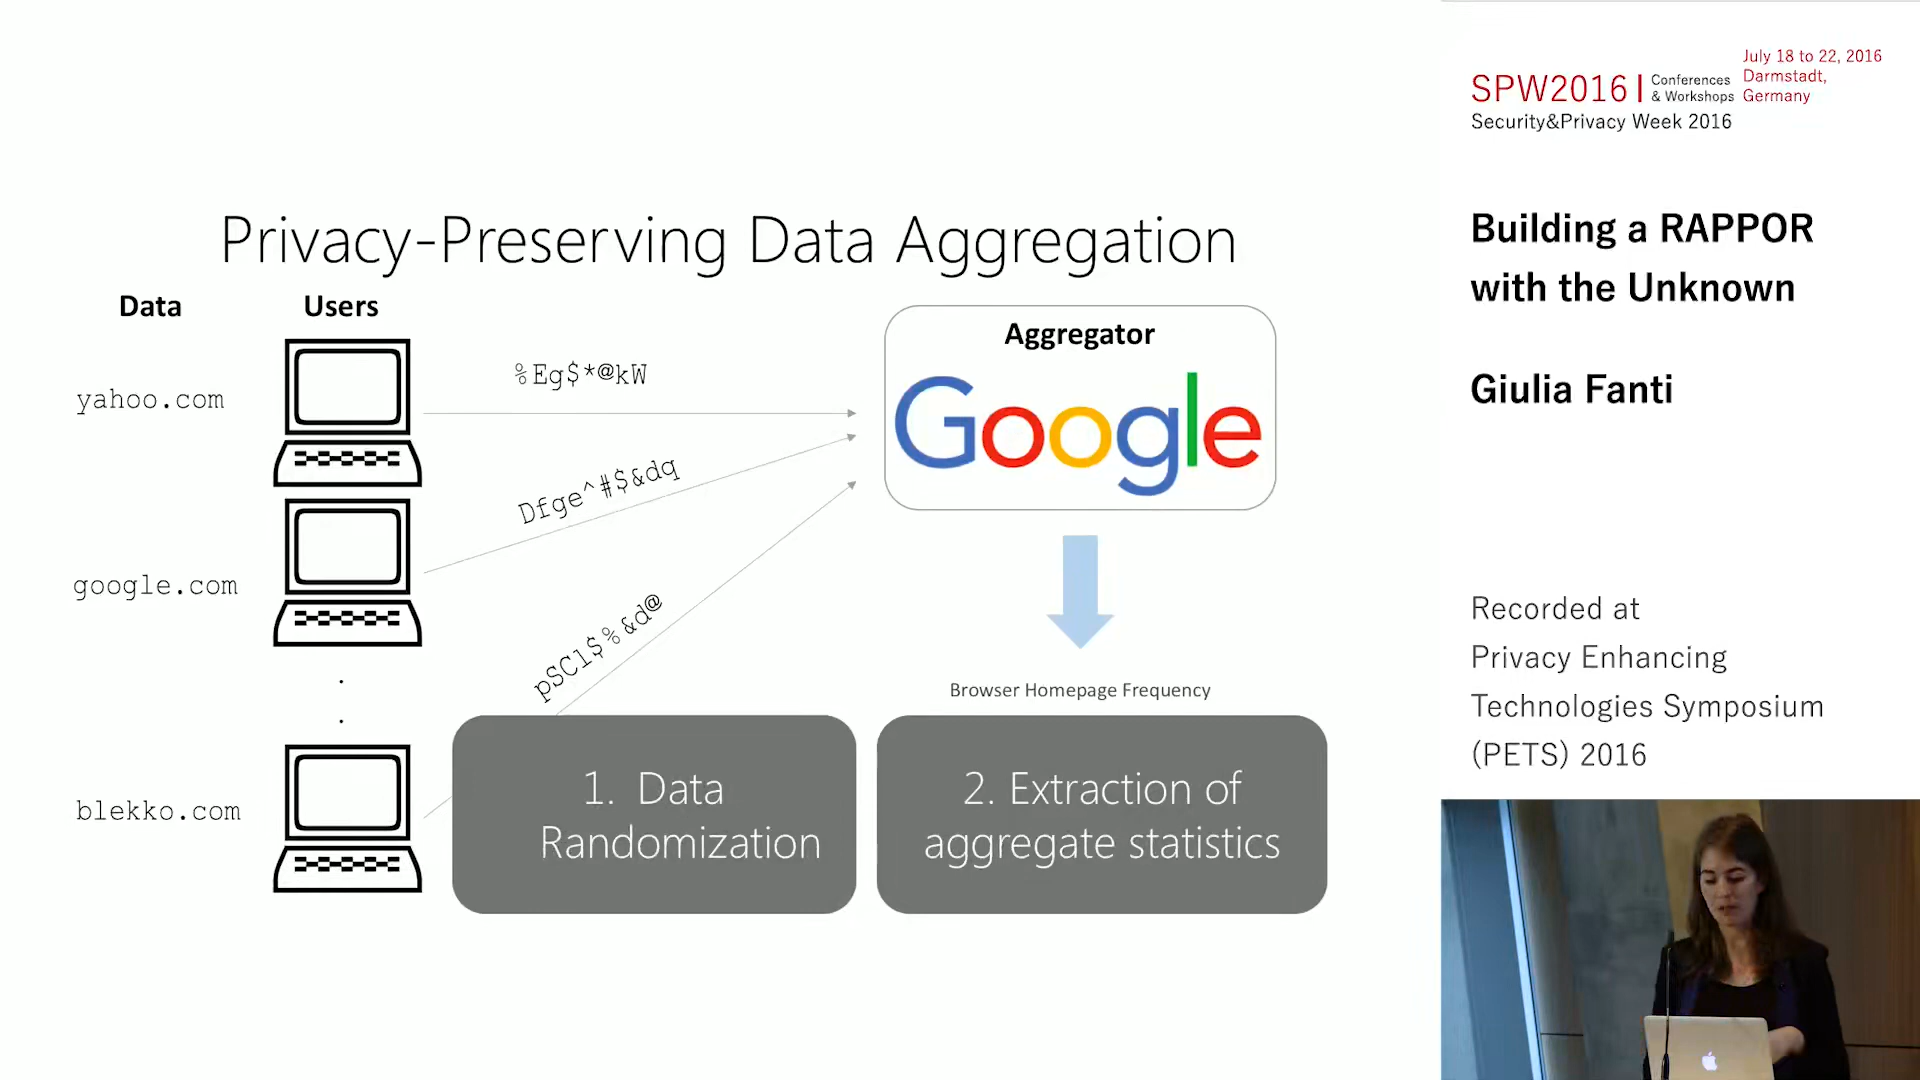 Privacy-Preserving Data Aggregation
Data
Users
yahoo.com
google.com
.
.
blekko.com
%Eg$*@kW
Dfge^#$&dq
pSCl$%&d@
Aggregator
Google
Browser Homepage Frequency
1. Data
Randomization
2. Extraction of
aggregate statistics
SPW2016 | Conferences
& Workshops
July 18 to 22, 2016
Darmstadt,
Germany
Security&Privacy Week 2016
Building a RAPPOR
with the Unknown
Giulia Fanti
Recorded at
Privacy Enhancing
Technologies Symposium
(PETS) 2016